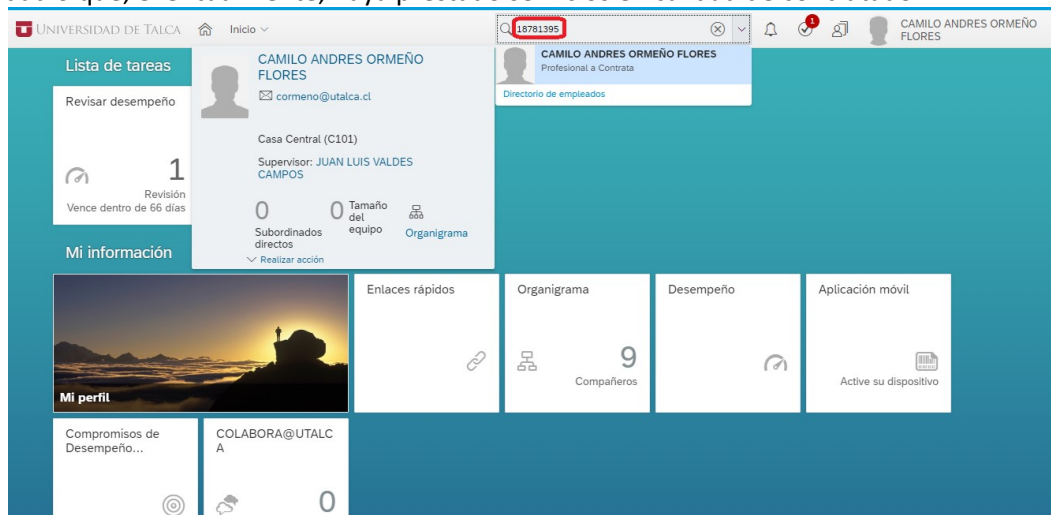 UNIVERSIDAD DE TALCA
Inicio
18781395
1
CAMILO ANDRES ORMEÑO
FLORES
Lista de tareas
Revisar desempeño
1
Revisión
Vence dentro de 66 días
CAMILO ANDRES ORMEÑO
FLORES
cormeno@utalca.cl
Casa Central (C101)
Supervisor: JUAN LUIS VALDES
CAMPOS
0
Subordinados
directos
0
Tamaño
del
equipo
Organigrama
Realizar acción
CAMILO ANDRES ORMEÑO FLORES
Profesional a Contrata
Directorio de empleados
Mi información
Mi perfil
Enlaces rápidos
Organigrama
9
Compañeros
Desempeño
Aplicación móvil
Active su dispositivo
Compromisos de
Desempeño...
COLABORA@UTALC
A
0